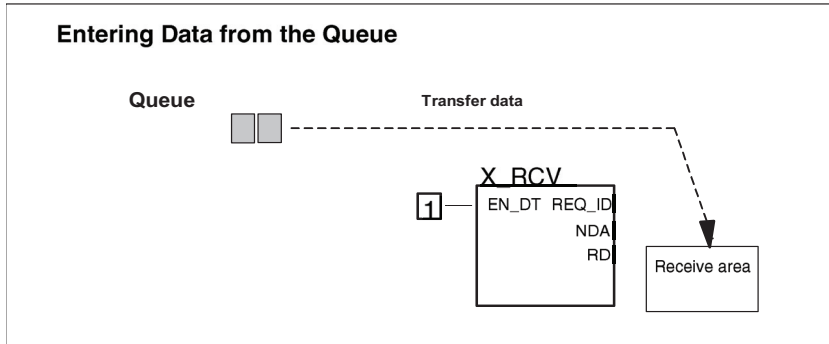 Entering Data from the Queue
Queue
Transfer data
X_RCV
1
EN_DT REQ_ID
NDA
RD
Receive area